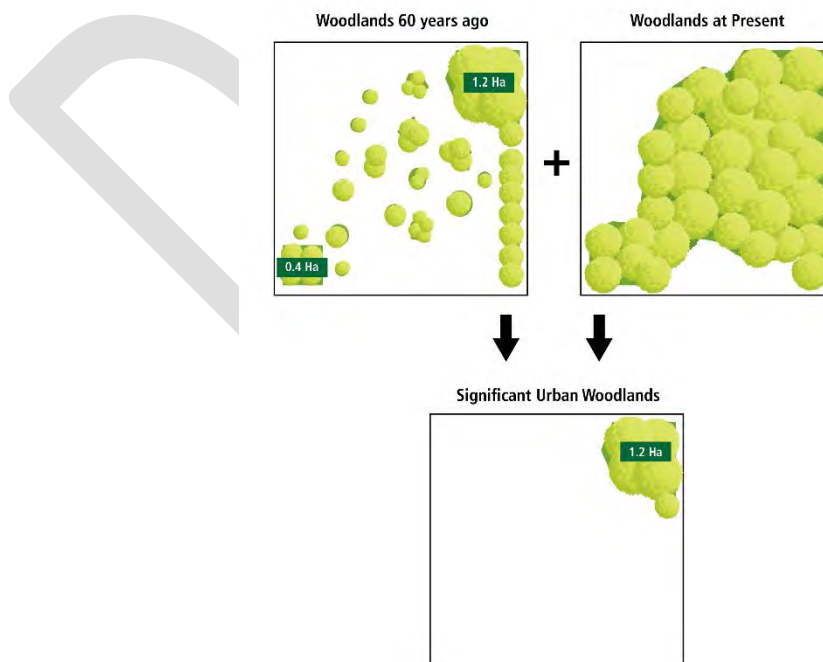 Woodlands 60 years ago
Woodlands at Present
1.2 Ha
+
0.4 Ha
Significant Urban Woodlands
1.2 Ha